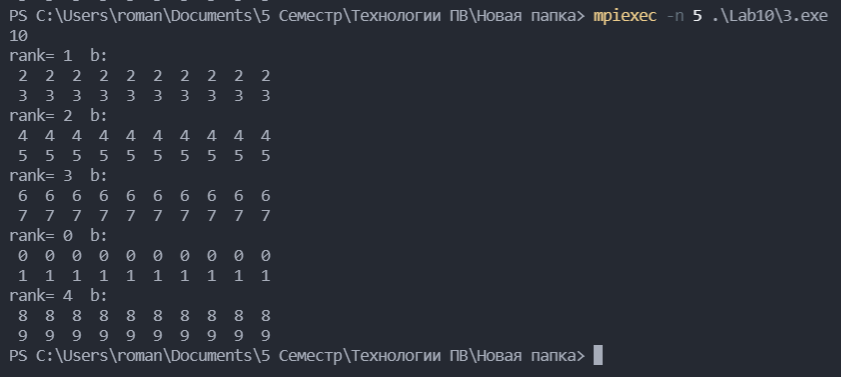 PS C:\Users\roman\Documents\5 Семестр\Технологии ПВ\Новая папка> mpiexec -n 5 .\Lab10\3.exe
10
rank= 1  b:
 2  2  2  2  2  2  2  2  2  2
 3  3  3  3  3  3  3  3  3  3
rank= 2  b:
 4  4  4  4  4  4  4  4  4  4
 5  5  5  5  5  5  5  5  5  5
rank= 3  b:
 6  6  6  6  6  6  6  6  6  6
 7  7  7  7  7  7  7  7  7  7
rank= 0  b:
 0  0  0  0  0  0  0  0  0  0
 1  1  1  1  1  1  1  1  1  1
rank= 4  b:
 8  8  8  8  8  8  8  8  8  8
 9  9  9  9  9  9  9  9  9  9
PS C:\Users\roman\Documents\5 Семестр\Технологии ПВ\Новая папка>